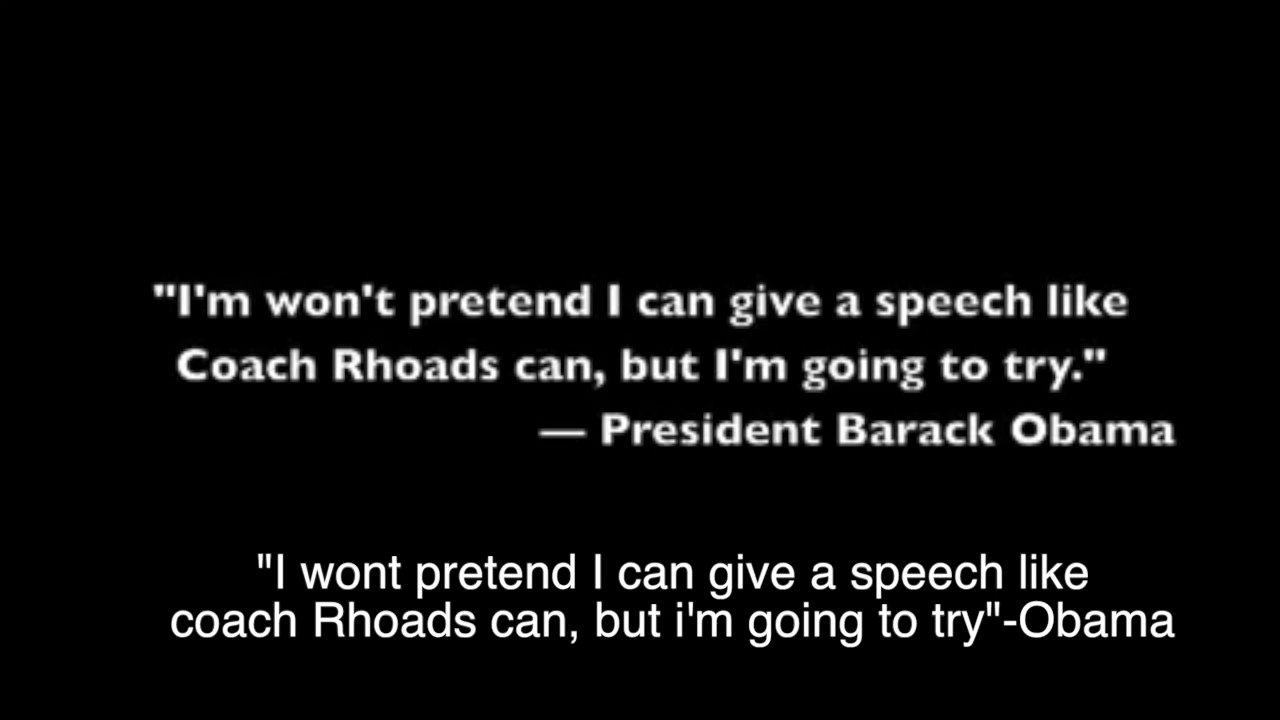 "I'm won't pretend I can give a speech like
Coach Rhoads can, but I'm going to try."
— President Barack Obama
"I wont pretend I can give a speech like
coach Rhoads can, but i'm going to try"-Obama